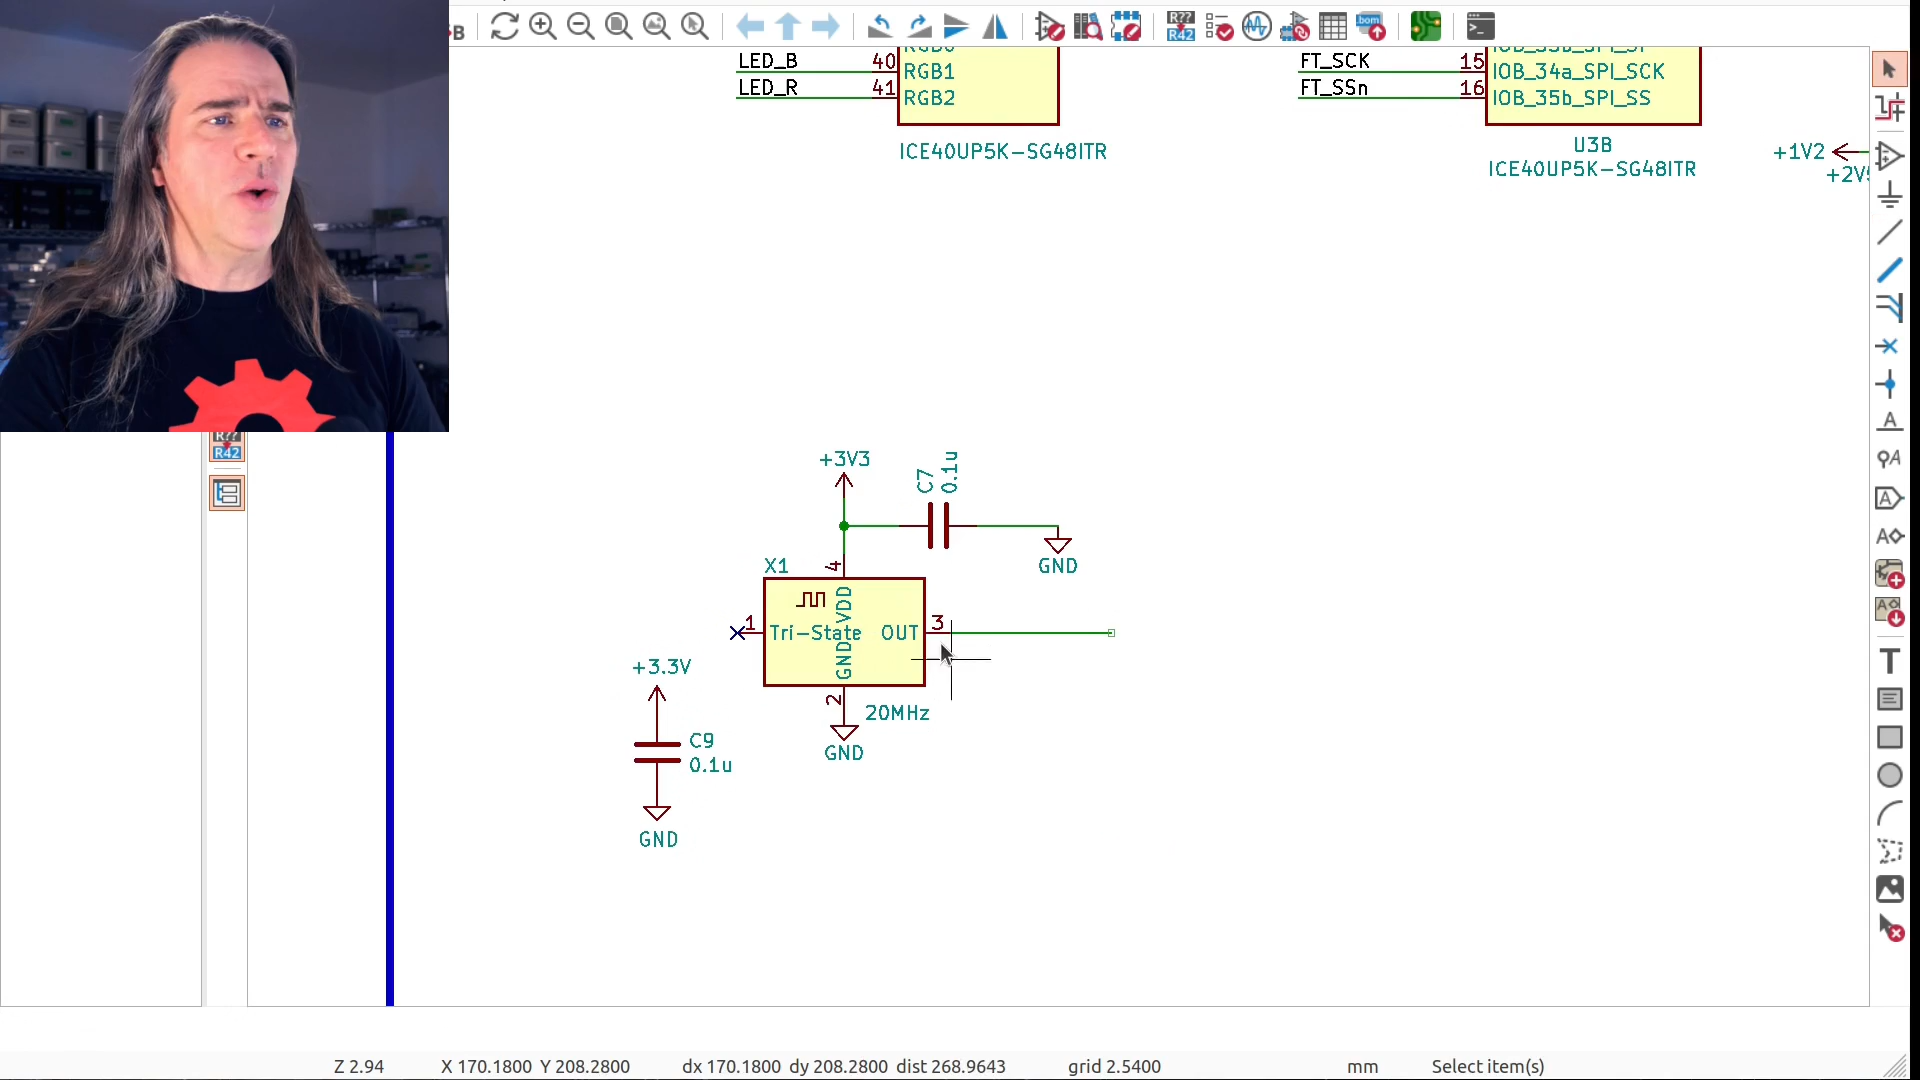 B
R??
R42
bom
LED_B 40 RGB1
LED_R 41 RGB2
ICE40UP5K-SG48ITR
FT_SCK 15 IOB_34a_SPI_SCK
FT_SSn 16 IOB_35b_SPI_SS
U3B
ICE40UP5K-SG48ITR
+1V2
R??
R42
+3V3
C7
0.1u
GND
X1
4
VDD
1 Tri-State OUT 3
GND
2
20MHz
GND
+3.3V
C9
0.1u
GND
A
A
A
A
A
T
Z 2.94 X 170.1800 Y 208.2800 dx 170.1800 dy 208.2800 dist 268.9643 grid 2.5400 mm Select item(s)